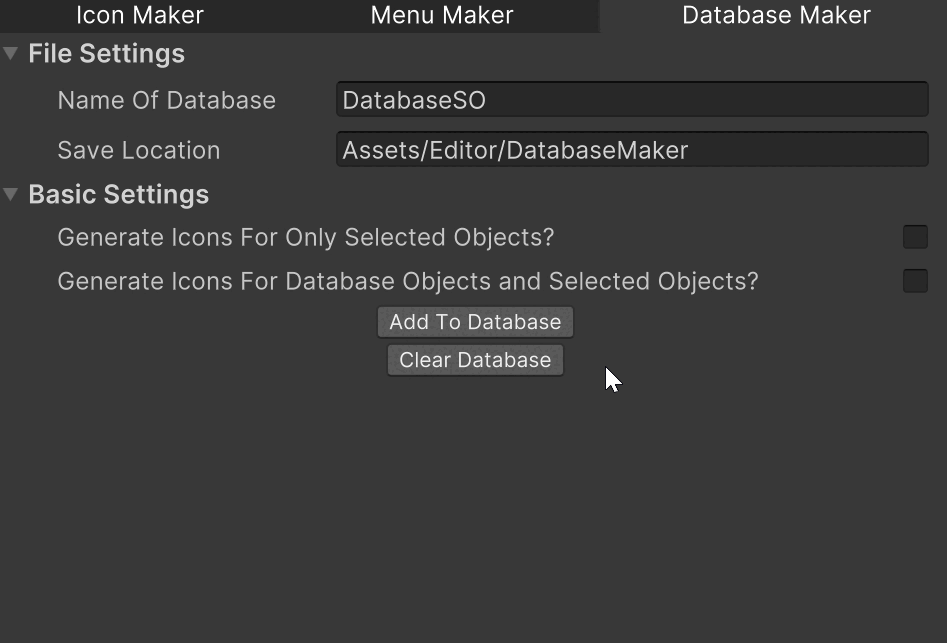 Icon Maker Menu Maker Database Maker
File Settings
Name Of Database DatabaseSO
Save Location Assets/Editor/DatabaseMaker
Basic Settings
Generate Icons For Only Selected Objects?
Generate Icons For Database Objects and Selected Objects?
Add To Database
Clear Database